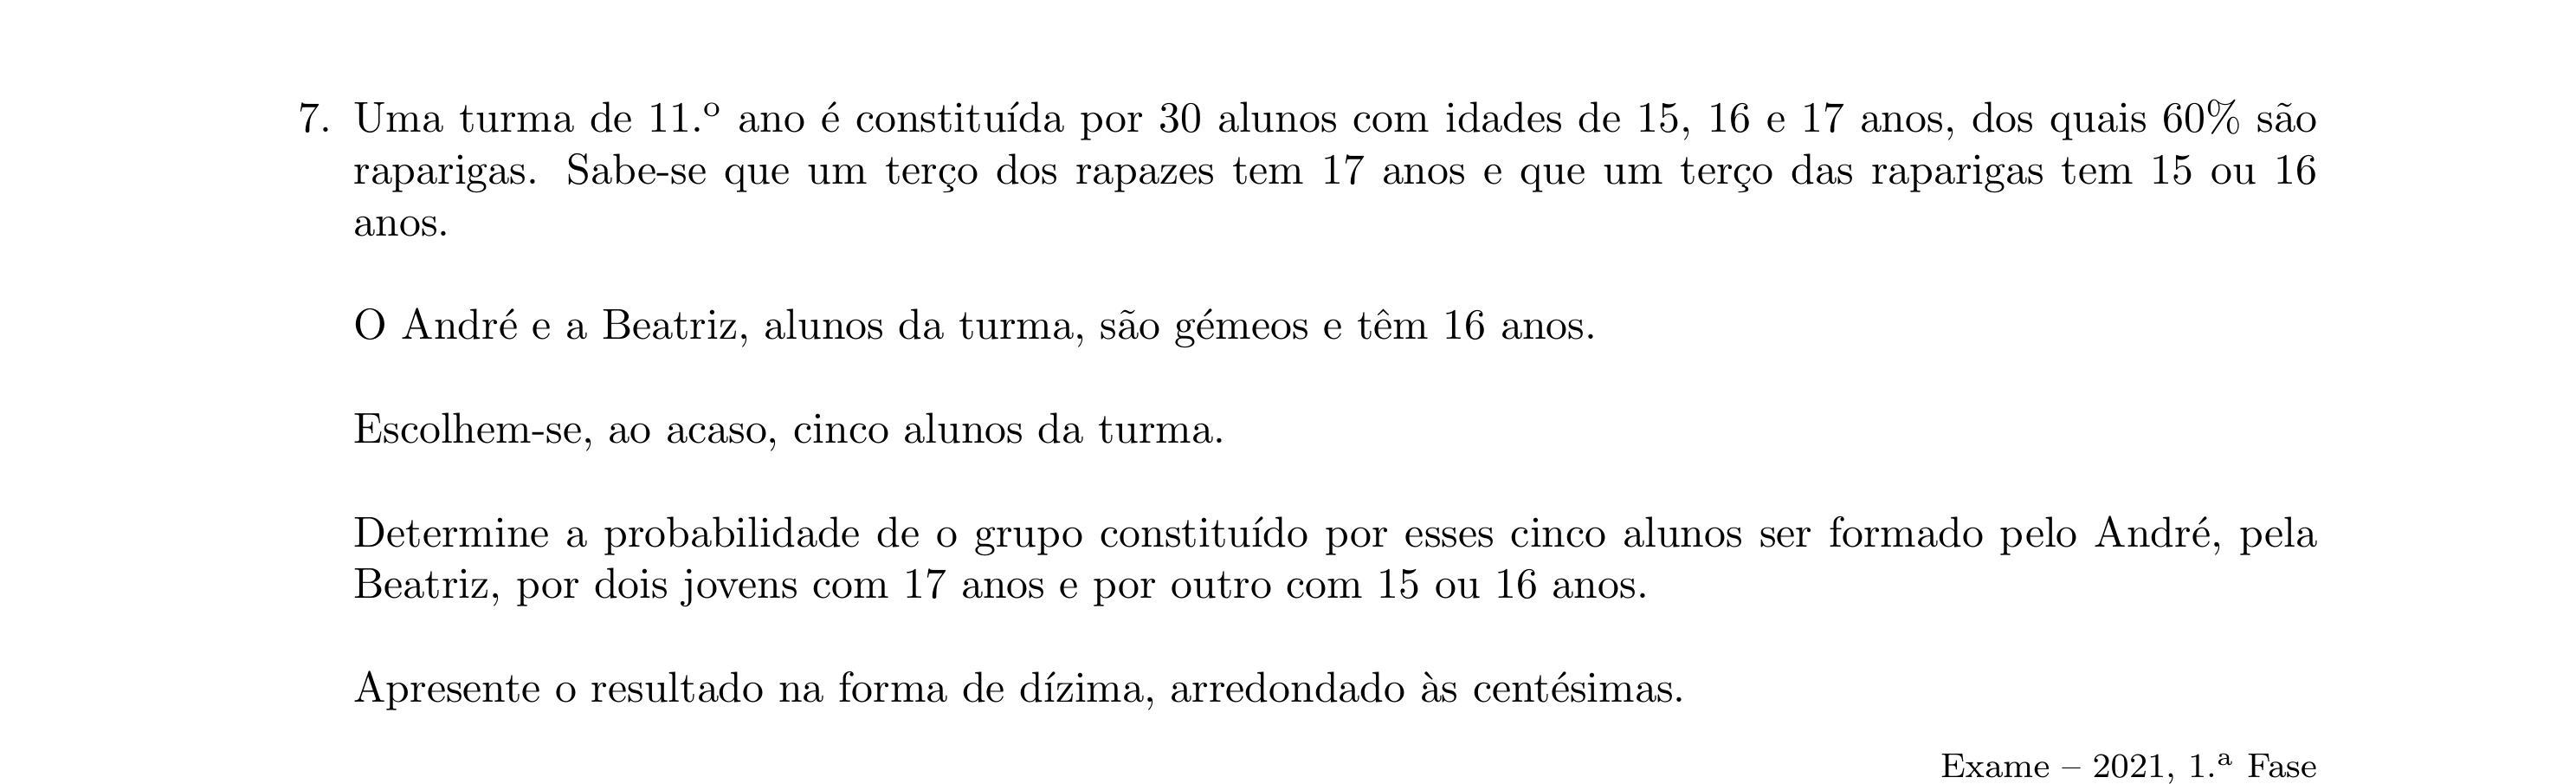 7. Uma turma de 11.º ano é constituída por 30 alunos com idades de 15, 16 e 17 anos, dos quais 60% são
raparigas. Sabe-se que um terço dos rapazes tem 17 anos e que um terço das raparigas tem 15 ou 16
anos.
O André e a Beatriz, alunos da turma, são gémeos e têm 16 anos.
Escolhem-se, ao acaso, cinco alunos da turma.
Determine a probabilidade de o grupo constituído por esses cinco alunos ser formado pelo André, pela
Beatriz, por dois jovens com 17 anos e por outro com 15 ou 16 anos.
Apresente o resultado na forma de dízima, arredondado às centésimas.
Exame – 2021, 1.ª Fase